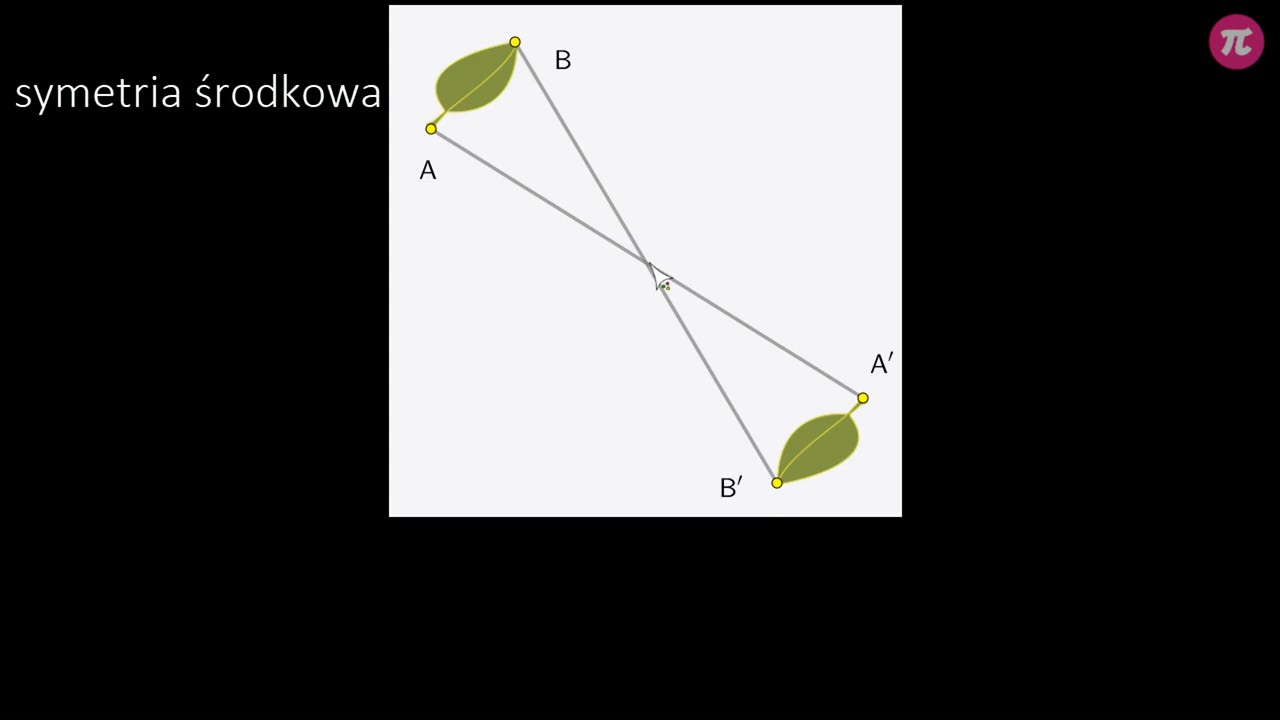 π
B
symetria środkowa
A
A′
B′